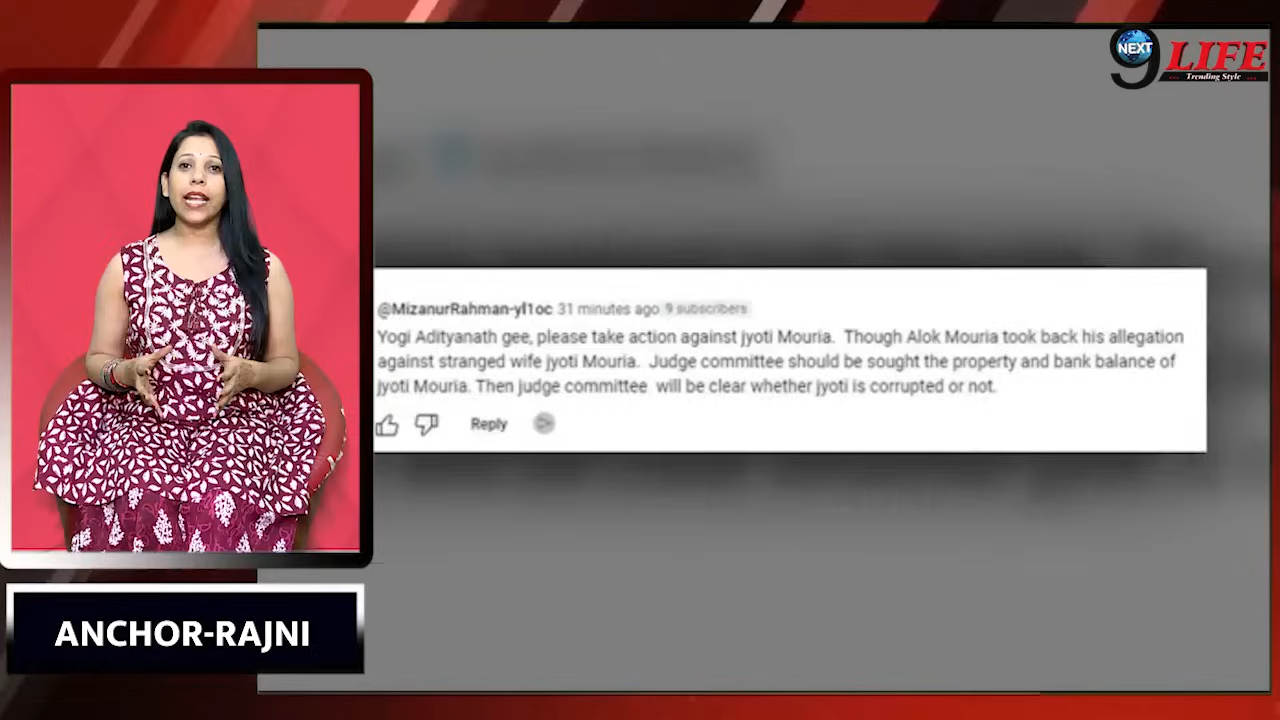 NEXT
9 LIFE
Trending Style
@MizanurRahman-yl1oc 31 minutes ago 9 subscribers
Yogi Adityanath gee, please take action against jyoti Mouria. Though Alok Mouria took back his allegation
against stranged wife jyoti Mouria. Judge committee should be sought the property and bank balance of
jyoti Mouria. Then judge committee will be clear whether jyoti is corrupted or not.
Reply
ANCHOR-RAJNI